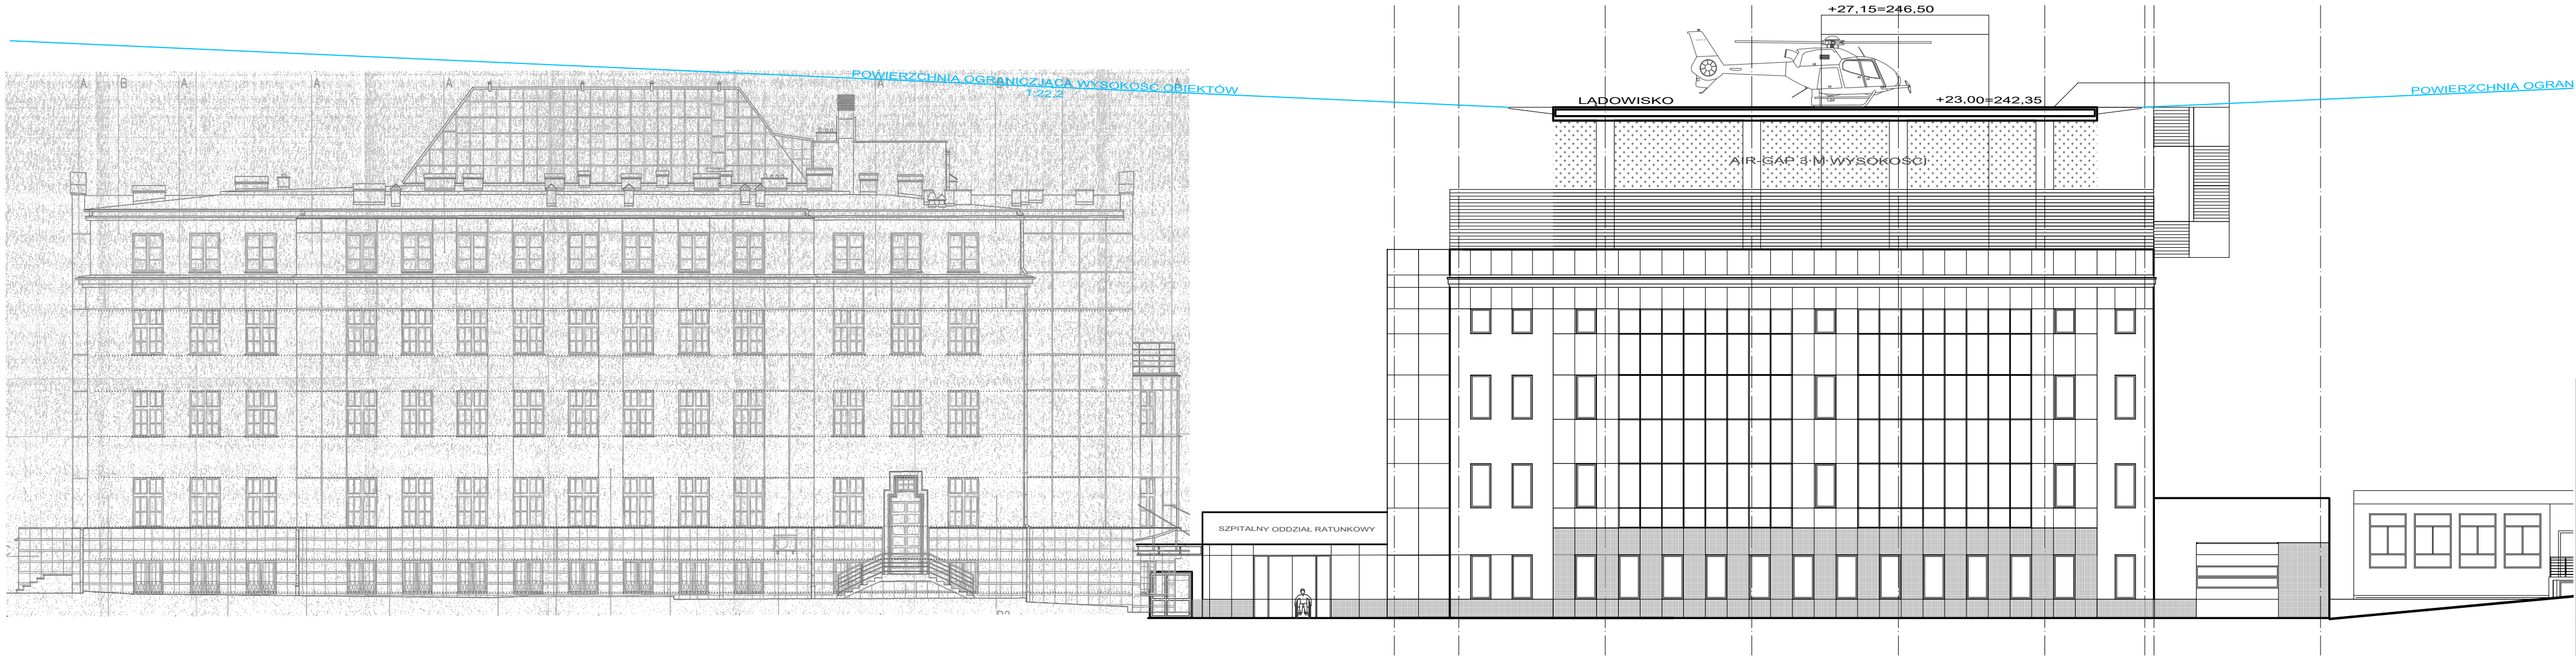 +27,15=246,50
POWIERZCHNIA OGRANICZJĄCA WYSOKOŚĆ OBIEKTÓW
1:22,2
A B A A A A A A
LĄDOWISKO
+23,00=242,35
POWIERZCHNIA OGRAN
AIR-GAP 3 M WYSOKOŚCI
SZPITALNY ODDZIAŁ RATUNKOWY